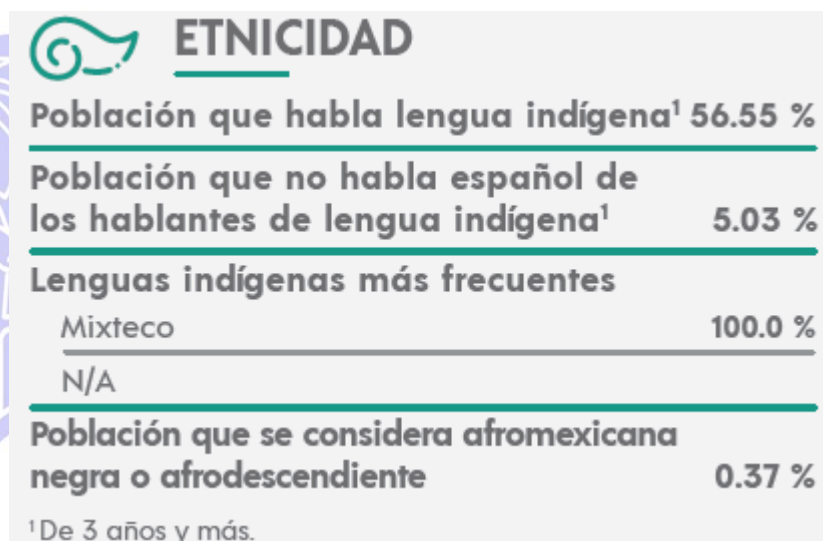 ETNICIDAD
Población que habla lengua indígena¹ 56.55 %
Población que no habla español de
los hablantes de lengua indígena¹ 5.03 %
Lenguas indígenas más frecuentes
Mixteco 100.0 %
N/A
Población que se considera afromexicana
negra o afrodescendiente 0.37 %
¹ De 3 años y más.